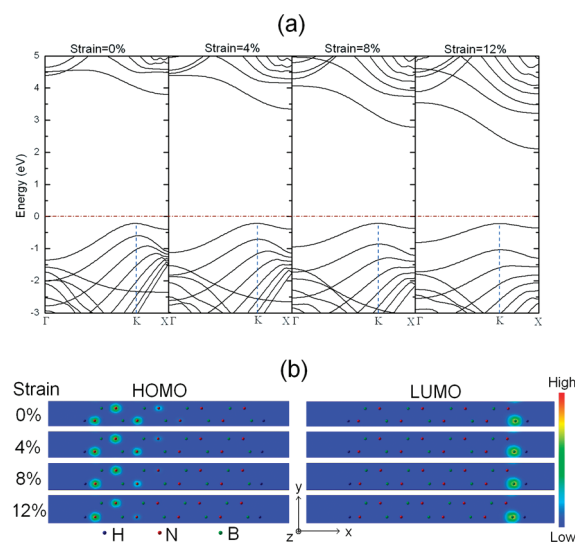 (a)
Strain=0% Strain=4% Strain=8% Strain=12%
5
4
3
2
1
0
-1
-2
-3
Energy (eV)
Γ K XΓ K XΓ K XΓ K X
(b)
Strain HOMO LUMO High
0%
4%
8%
12%
Low
y
z x
H N B